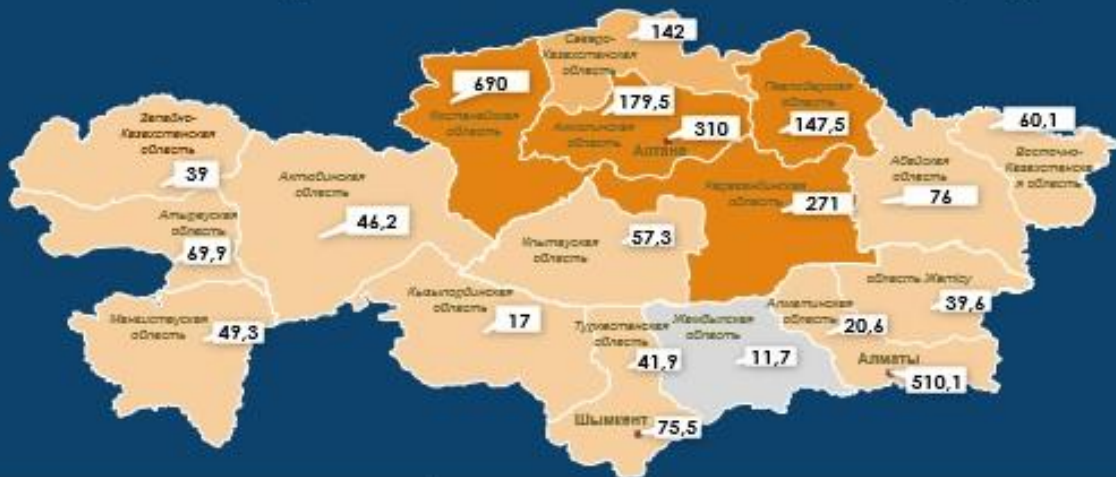 142
Северо-
Казахстанская
область
690
Костанайская
область
179,5
Акмолинская
область
310
Астана
Павлодарская
область
147,5
60,1
Восточно-
Казахстанска
я область
Западно-
Казахстанская
область
39
Актюбинская
область
46,2
Абайская
область
76
Карагандинская
область
271
Атырауская
область
69,9
Улытауская
область
57,3
область Жетісу
39,6
Кызылординская
область
17
Алматинская
область
20,6
Мангистауская
область
49,3
Туркестанская
область
41,9
Жамбылская
область
11,7
Алматы
510,1
Шымкент
75,5